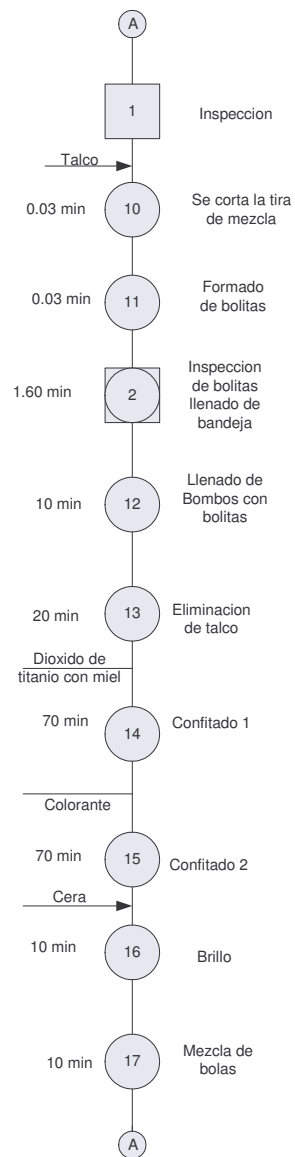 A
1
Inspeccion
Talco
0.03 min
10
Se corta la tira
de mezcla
0.03 min
11
Formado
de bolitas
1.60 min
2
Inspeccion
de bolitas
llenado de
bandeja
10 min
12
Llenado de
Bombos con
bolitas
20 min
13
Eliminacion
de talco
Dioxido de
titanio con miel
70 min
14
Confitado 1
Colorante
70 min
15
Confitado 2
Cera
10 min
16
Brillo
10 min
17
Mezcla de
bolas
A